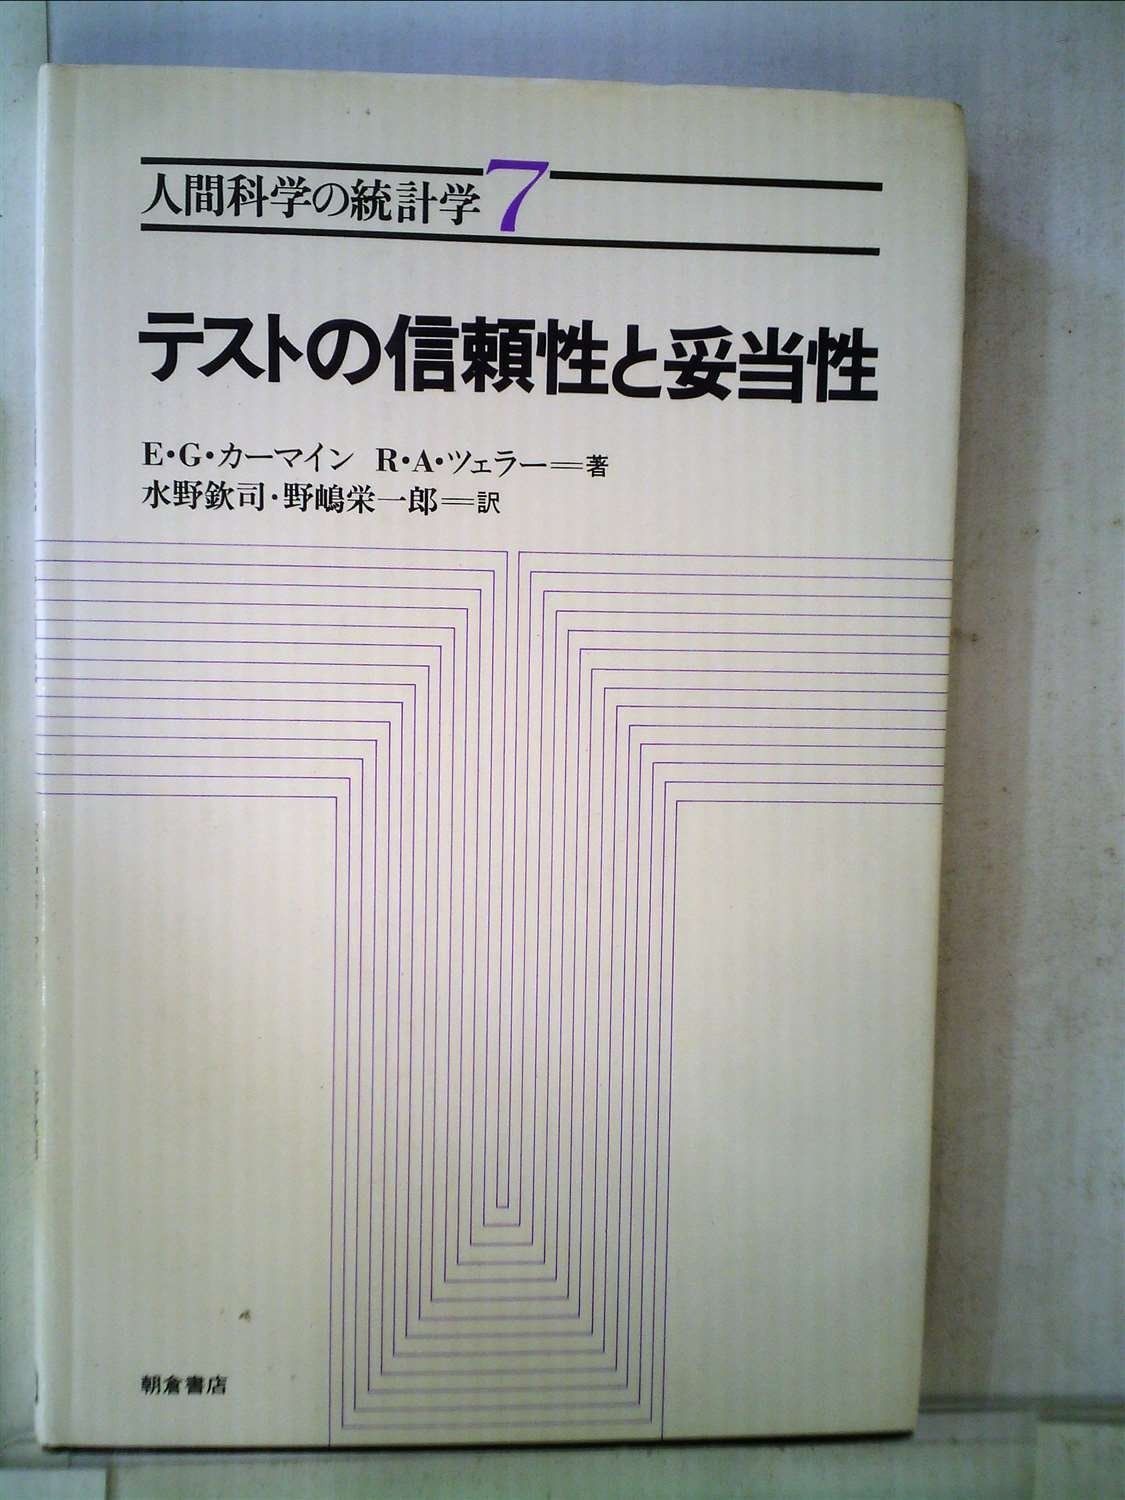 人間科学の統計学7
テストの信頼性と妥当性
E・G・カーマイン R・A・ツェラー＝著
水野欽司・野嶋栄一郎＝訳
朝倉書店